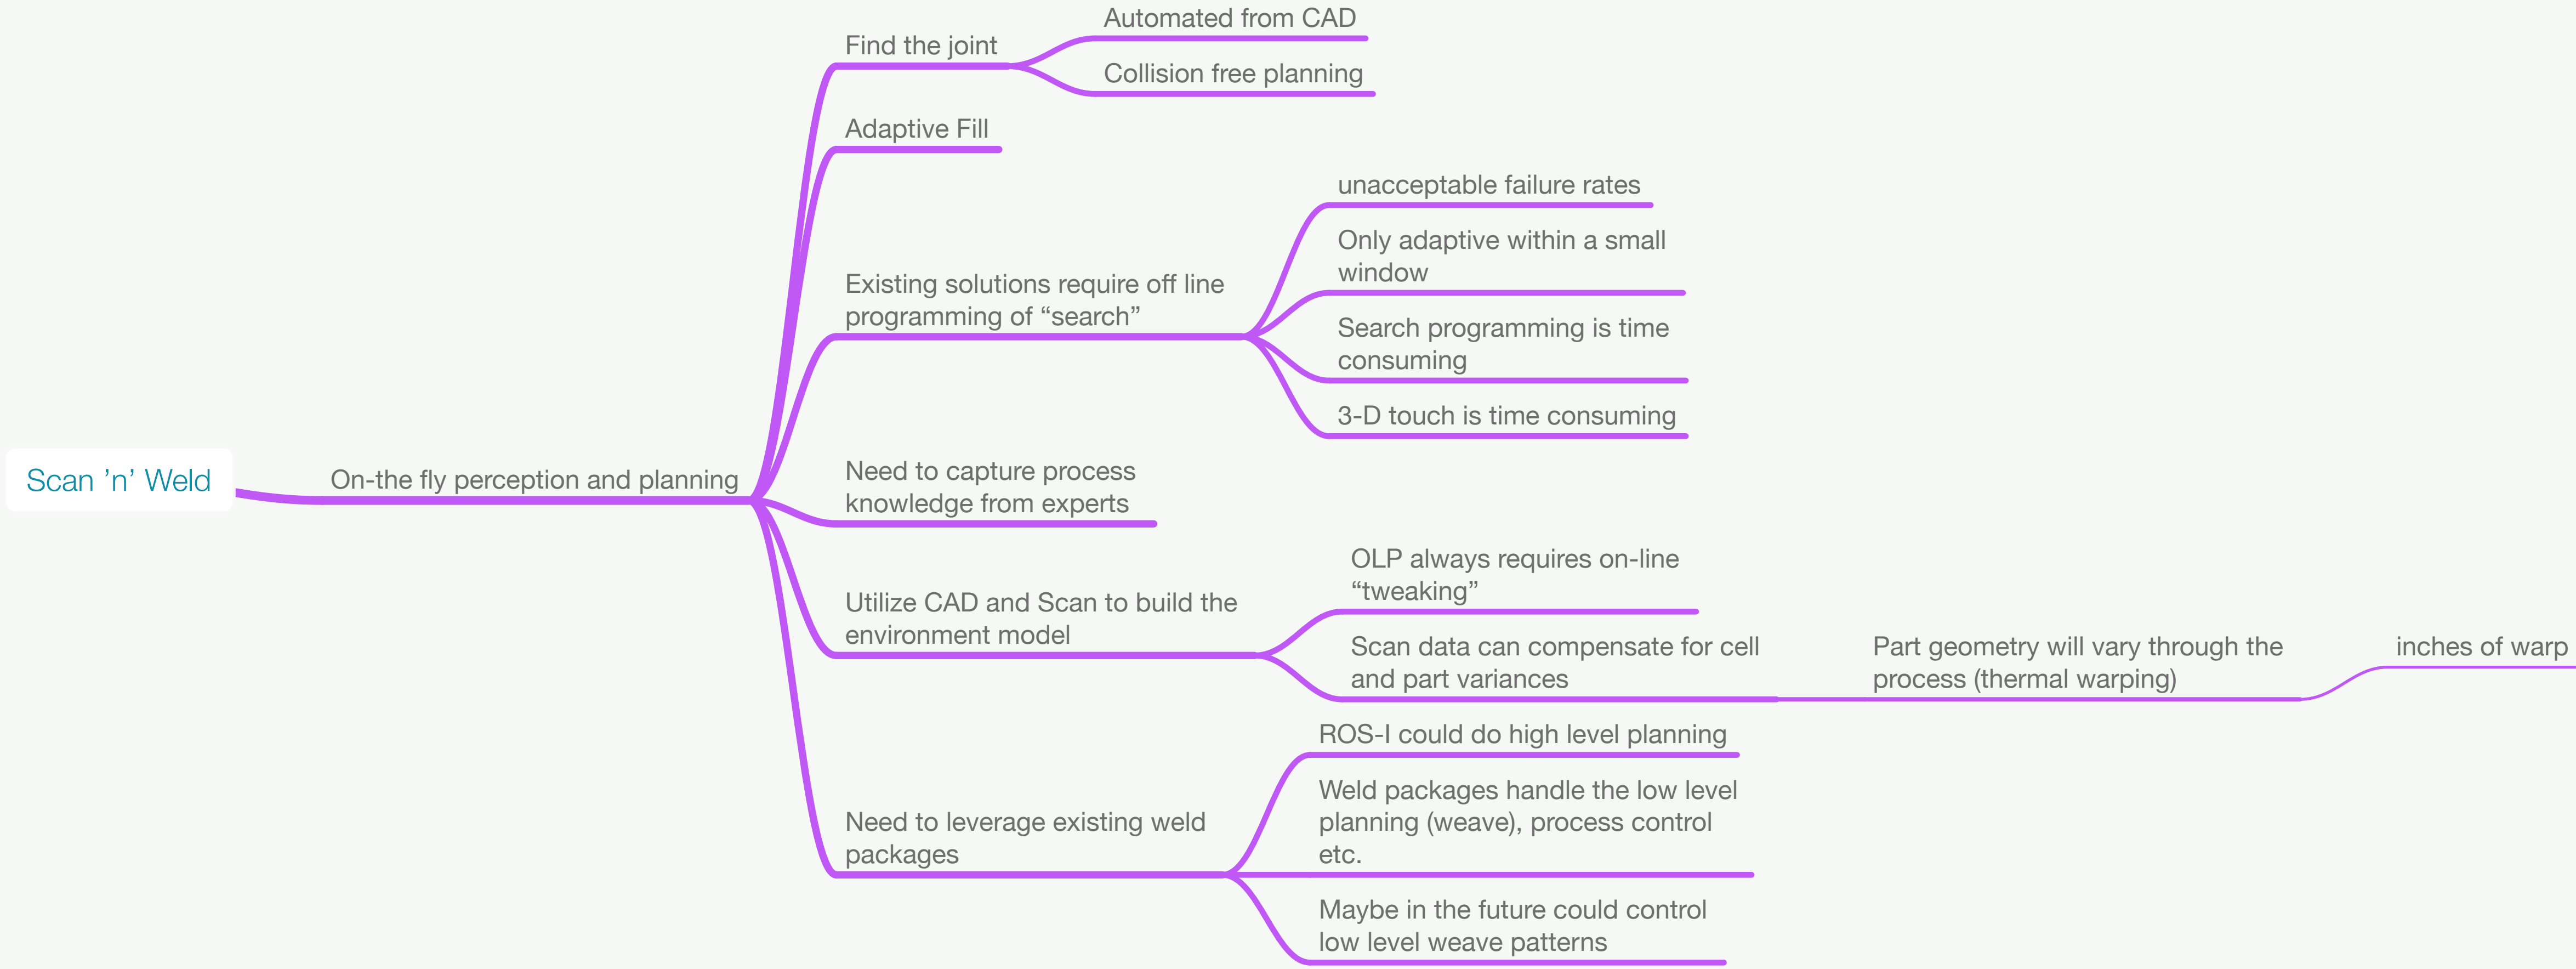 Automated from CAD
Find the joint
Collision free planning
Adaptive Fill
unacceptable failure rates
Only adaptive within a small
window
Existing solutions require off line
programming of “search”
Search programming is time
consuming
3-D touch is time consuming
Scan ’n’ Weld
On-the fly perception and planning
Need to capture process
knowledge from experts
OLP always requires on-line
“tweaking”
Utilize CAD and Scan to build the
environment model
Scan data can compensate for cell
and part variances
Part geometry will vary through the
process (thermal warping)
inches of warp
ROS-I could do high level planning
Weld packages handle the low level
planning (weave), process control
etc.
Need to leverage existing weld
packages
Maybe in the future could control
low level weave patterns